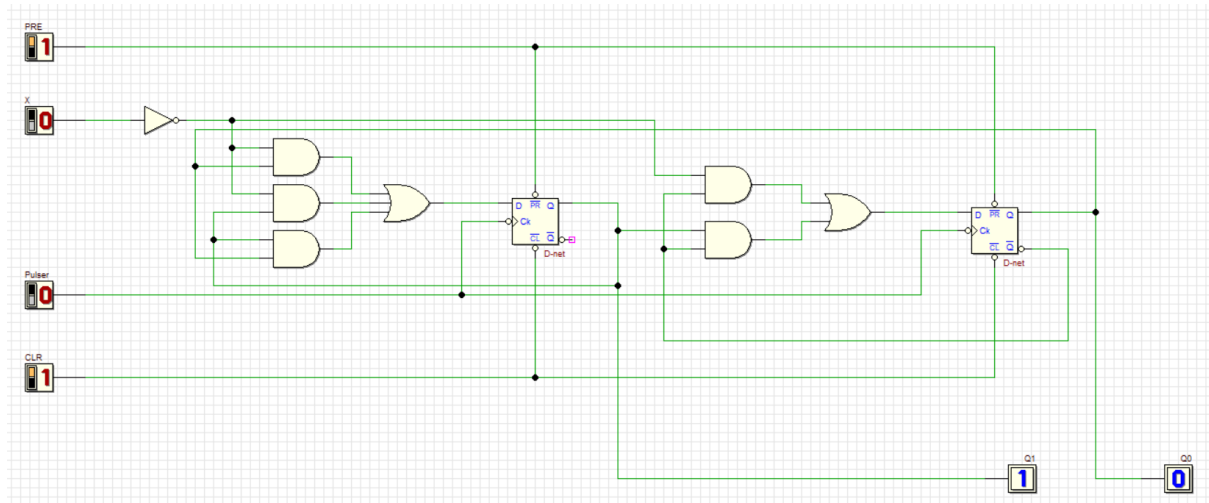 PRE
1
X
0
D PR Q
Ck
CL Q
D-net
D PR Q
Ck
CL Q
D-net
Pulser
0
CLR
1
Q1
1
Q0
0